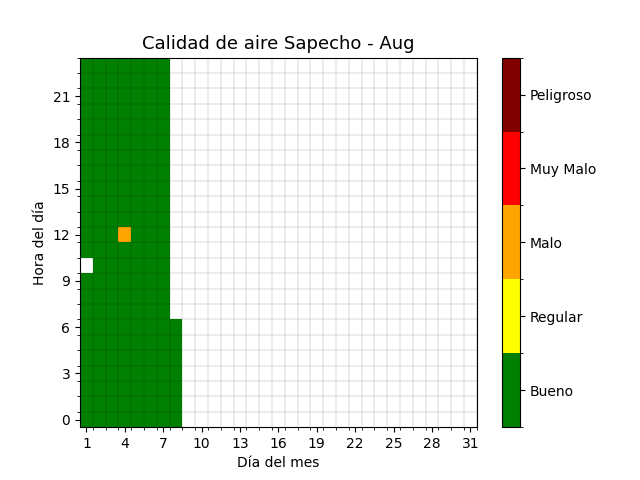 Calidad de aire Sapecho - Aug
Hora del día
21
18
15
12
9
6
3
0
1 4 7 10 13 16 19 22 25 28 31
Día del mes
Peligroso
Muy Malo
Malo
Regular
Bueno